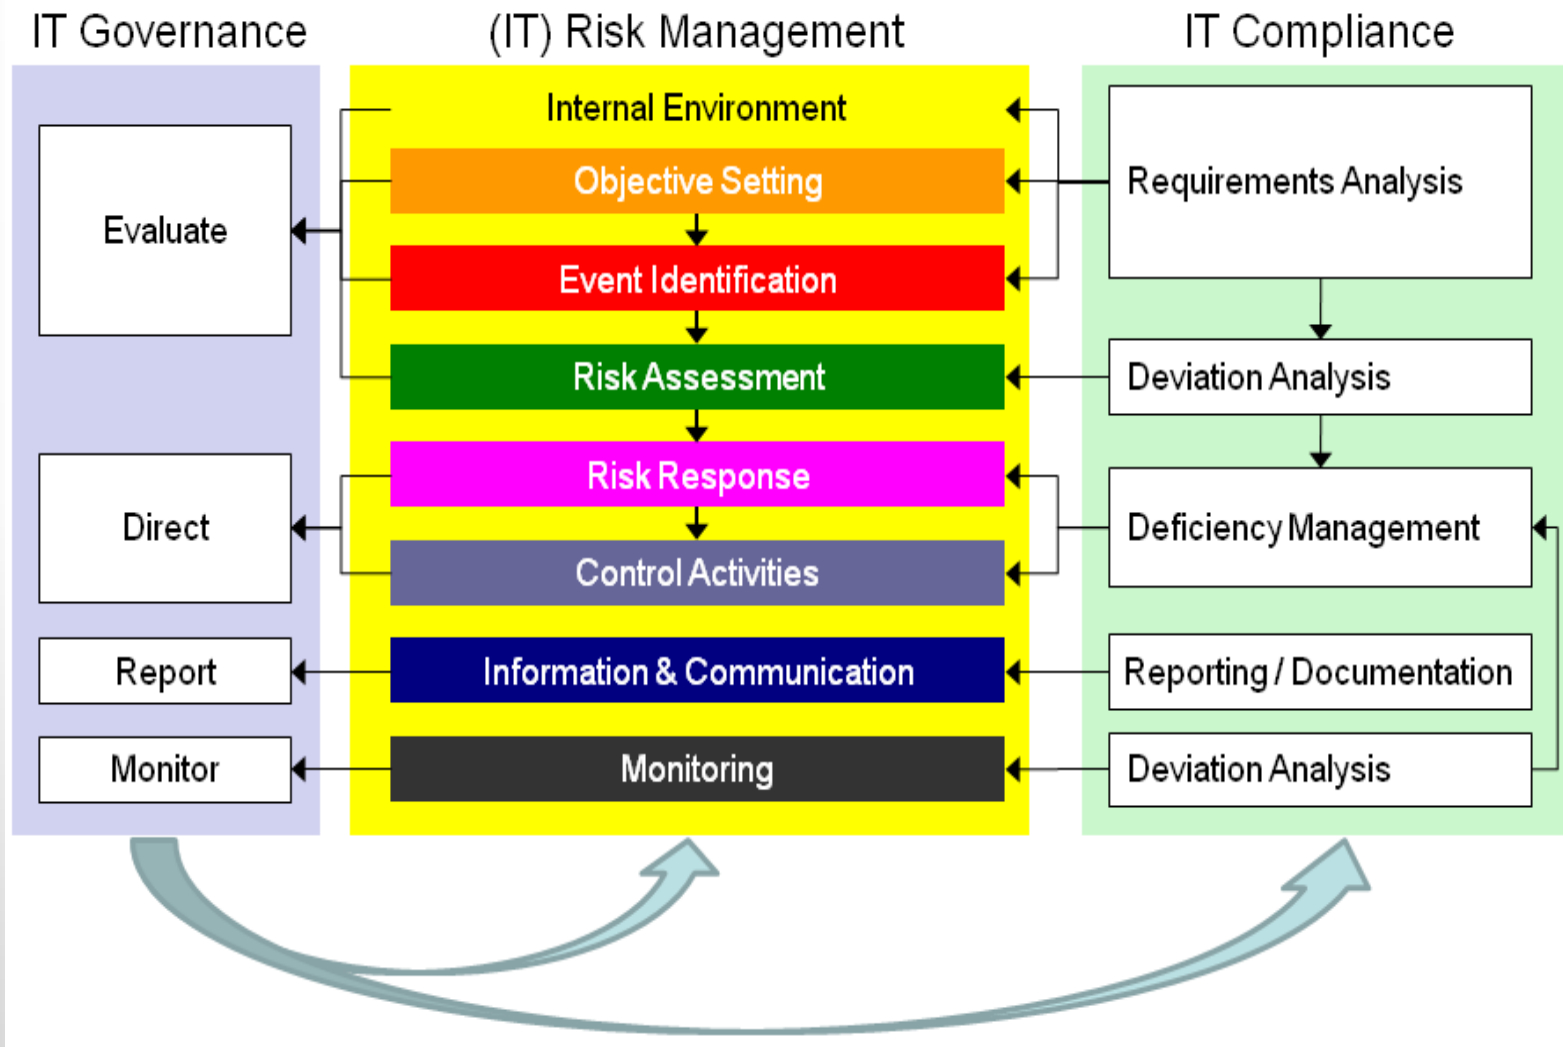 IT Governance
(IT) Risk Management
IT Compliance
Evaluate
Direct
Report
Monitor
Internal Environment
Objective Setting
Event Identification
Risk Assessment
Risk Response
Control Activities
Information & Communication
Monitoring
Requirements Analysis
Deviation Analysis
Deficiency Management
Reporting / Documentation
Deviation Analysis